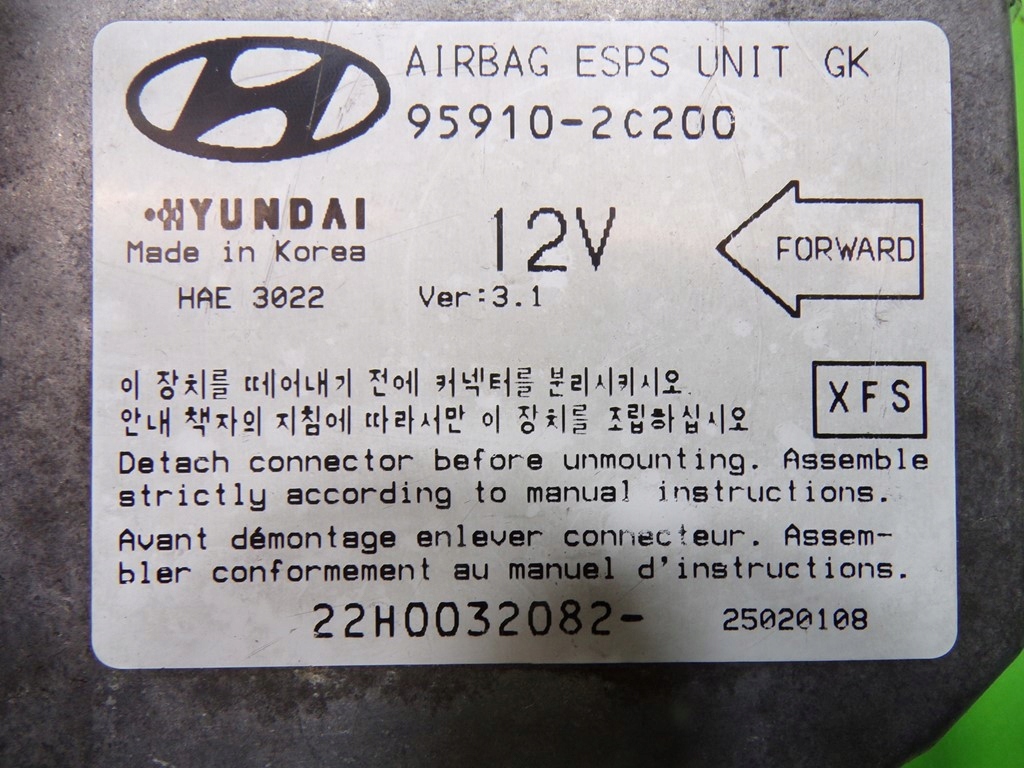 AIRBAG ESPS UNIT GK
95910-2C200
HYUNDAI
Made in Korea
HAE 3022
12V
Ver:3.1
FORWARD
이 장치를 떼어내기 전에 커넥터를 분리시키시오.
안내 책자의 지침에 따라서만 이 장치를 조립하십시오
XFS
Detach connector before unmounting. Assemble
strictly according to manual instructions.
Avant démontage enlever connecteur. Assem-
bler conformement au manuel d'instructions.
22H0032082-
25020108